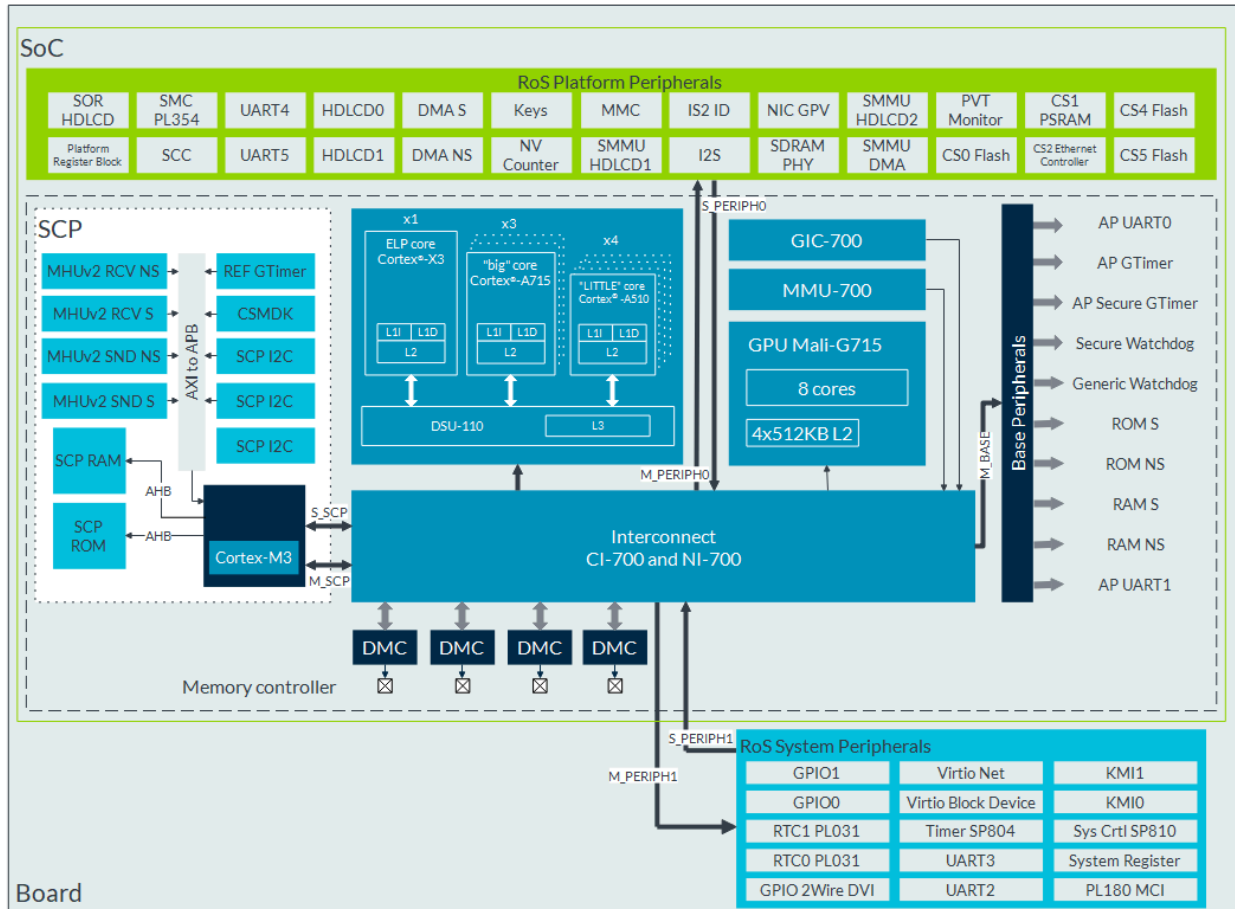 SoC
RoS Platform Peripherals
SOR
HDLCD
SMC
PL354
UART4
HDLCD0
DMA S
Keys
MMC
IS2 ID
NIC GPV
SMMU
HDLCD2
PVT
Monitor
CS1
PSRAM
CS4 Flash
Platform
Register Block
SCC
UART5
HDLCD1
DMA NS
NV
Counter
SMMU
HDLCD1
I2S
SDRAM
PHY
SMMU
DMA
CS0 Flash
CS2 Ethernet
Controller
CS5 Flash
SCP
MHUv2 RCV NS
MHUv2 RCV S
MHUv2 SND NS
MHUv2 SND S
AXI to APB
REF GTimer
CSMDK
SCP I2C
SCP I2C
SCP I2C
SCP RAM
AHB
SCP
ROM
AHB
Cortex-M3
S_SCP
M_SCP
x1
ELP core
Cortex®-X3
L1I
L1D
L2
x3
"big" core
Cortex®-A715
L1I
L1D
L2
x4
"LITTLE" core
Cortex®-A510
L1I
L1D
L2
DSU-110
L3
S_PERIPH0
M_PERIPH0
GIC-700
MMU-700
GPU Mali-G715
8 cores
4x512KB L2
Interconnect
CI-700 and NI-700
M_BASE
Base Peripherals
AP UART0
AP GTimer
AP Secure GTimer
Secure Watchdog
Generic Watchdog
ROM S
ROM NS
RAM S
RAM NS
AP UART1
DMC
DMC
DMC
DMC
Memory controller
S_PERIPH1
M_PERIPH1
RoS System Peripherals
GPIO1
Virtio Net
KMI1
GPIO0
Virtio Block Device
KMI0
RTC1 PL031
Timer SP804
Sys Crtl SP810
RTC0 PL031
UART3
System Register
GPIO 2Wire DVI
UART2
PL180 MCI
Board